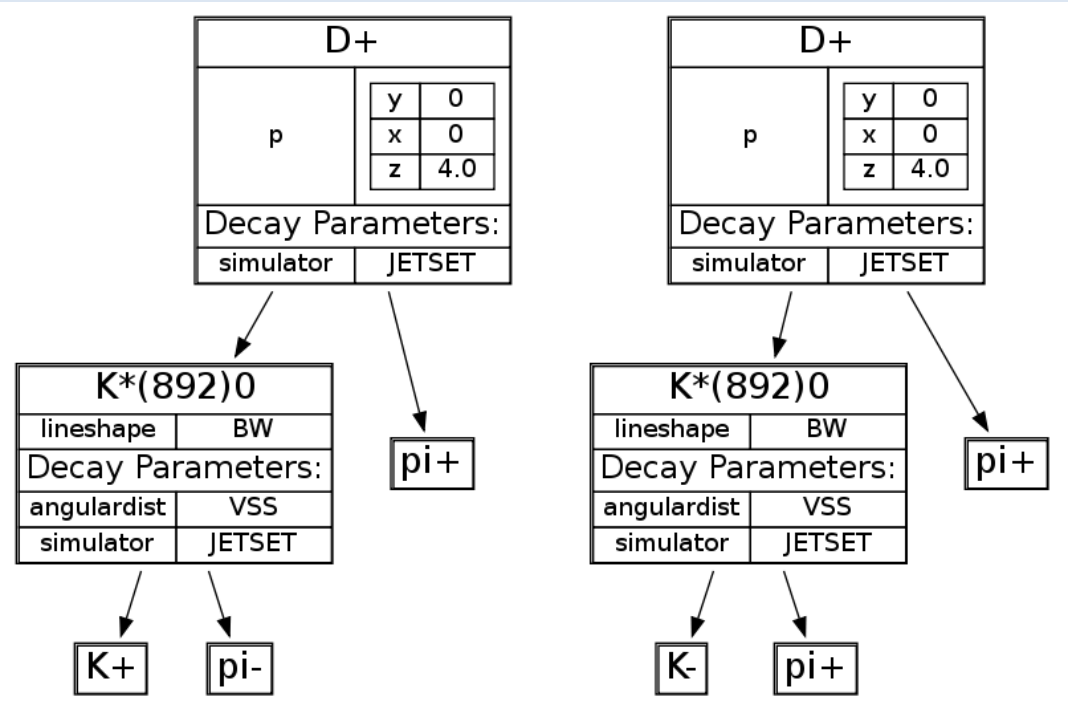 D+
p
y 0
x 0
z 4.0
Decay Parameters:
simulator JETSET
K*(892)0
lineshape BW
Decay Parameters:
angulardist VSS
simulator JETSET
pi+
K+
pi-
D+
p
y 0
x 0
z 4.0
Decay Parameters:
simulator JETSET
K*(892)0
lineshape BW
Decay Parameters:
angulardist VSS
simulator JETSET
pi+
K-
pi+